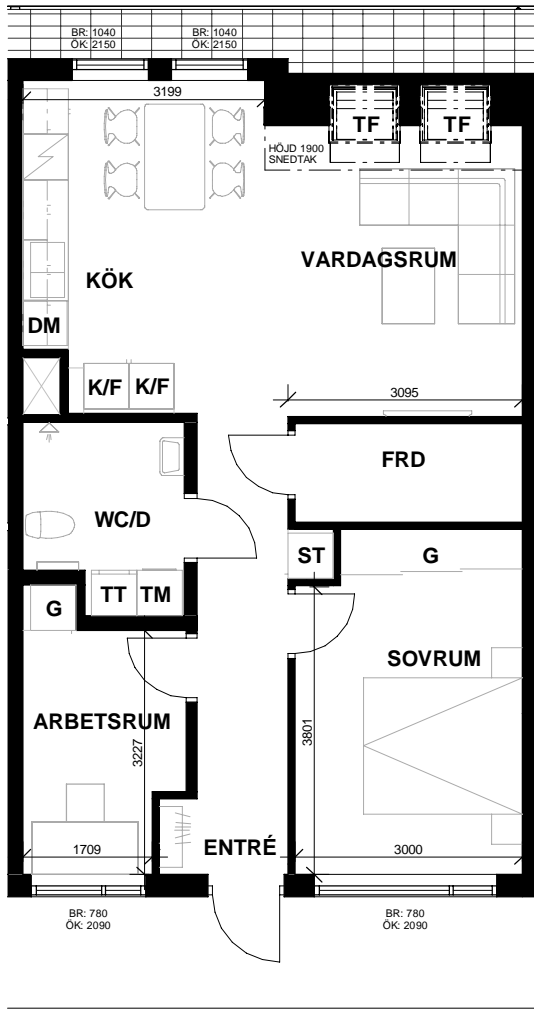 BR: 1040
ÖK: 2150
BR: 1040
ÖK: 2150
3199
TF
TF
HÖJD 1900
SNEDTAK
VARDAGSRUM
KÖK
DM
K/F
K/F
3095
FRD
WC/D
ST
G
TT
TM
G
SOVRUM
ARBETSRUM
3227
3801
ENTRÉ
1709
3000
BR: 780
ÖK: 2090
BR: 780
ÖK: 2090